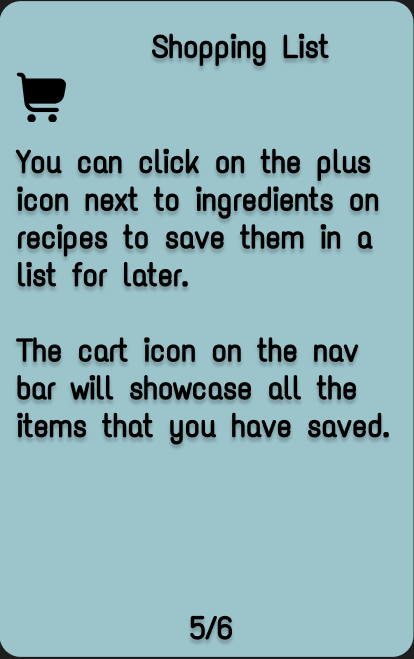 Shopping List
You can click on the plus
icon next to ingredients on
recipes to save them in a
list for later.
The cart icon on the nav
bar will showcase all the
items that you have saved.
5/6